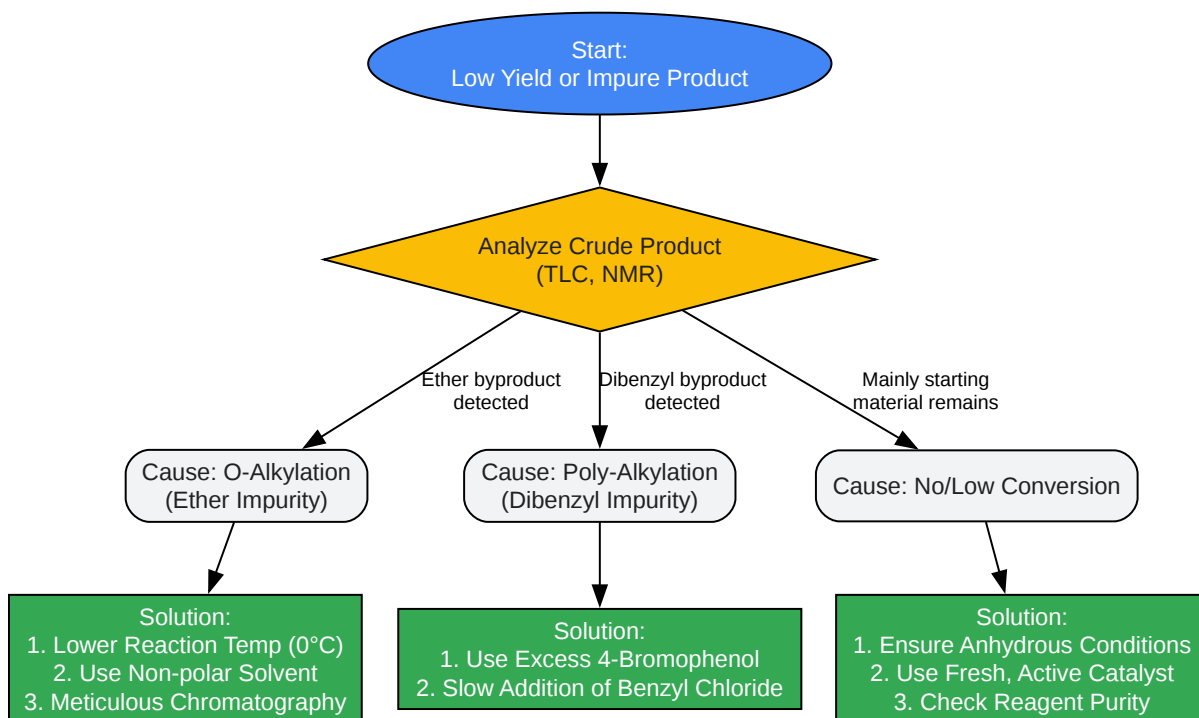 Start:
Low Yield or Impure Product
Analyze Crude Product
(TLC, NMR)
Ether byproduct
detected
Dibenzyl byproduct
detected
Mainly starting
material remains
Cause: O-Alkylation
(Ether Impurity)
Cause: Poly-Alkylation
(Dibenzyl Impurity)
Cause: No/Low Conversion
Solution:
1. Lower Reaction Temp (0°C)
2. Use Non-polar Solvent
3. Meticulous Chromatography
Solution:
1. Use Excess 4-Bromophenol
2. Slow Addition of Benzyl Chloride
Solution:
1. Ensure Anhydrous Conditions
2. Use Fresh, Active Catalyst
3. Check Reagent Purity